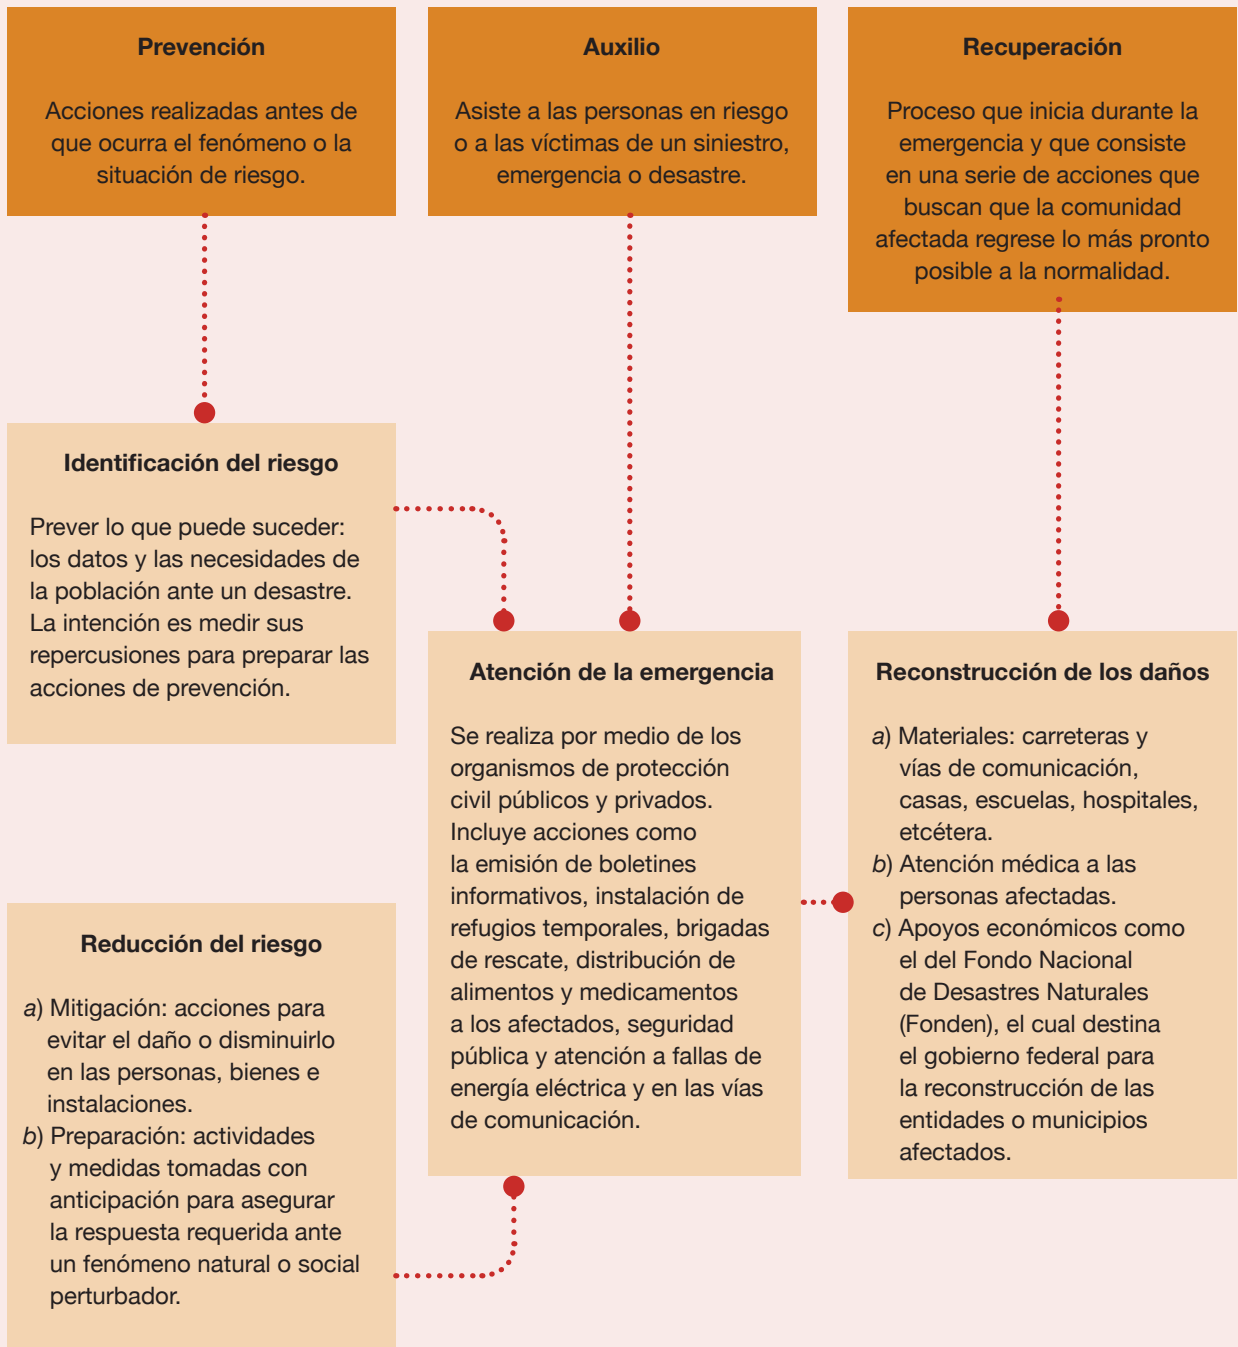 Prevención
Acciones realizadas antes de
que ocurra el fenómeno o la
situación de riesgo.
Auxilio
Asiste a las personas en riesgo
o a las víctimas de un siniestro,
emergencia o desastre.
Recuperación
Proceso que inicia durante la
emergencia y que consiste
en una serie de acciones que
buscan que la comunidad
afectada regrese lo más pronto
posible a la normalidad.
Identificación del riesgo
Prever lo que puede suceder:
los datos y las necesidades de
la población ante un desastre.
La intención es medir sus
repercusiones para preparar las
acciones de prevención.
Reducción del riesgo
a) Mitigación: acciones para
evitar el daño o disminuirlo
en las personas, bienes e
instalaciones.
b) Preparación: actividades
y medidas tomadas con
anticipación para asegurar
la respuesta requerida ante
un fenómeno natural o social
perturbador.
Atención de la emergencia
Se realiza por medio de los
organismos de protección
civil públicos y privados.
Incluye acciones como
la emisión de boletines
informativos, instalación de
refugios temporales, brigadas
de rescate, distribución de
alimentos y medicamentos
a los afectados, seguridad
pública y atención a fallas de
energía eléctrica y en las vías
de comunicación.
Reconstrucción de los daños
a) Materiales: carreteras y
vías de comunicación,
casas, escuelas, hospitales,
etcétera.
b) Atención médica a las
personas afectadas.
c) Apoyos económicos como
el del Fondo Nacional
de Desastres Naturales
(Fonden), el cual destina
el gobierno federal para
la reconstrucción de las
entidades o municipios
afectados.